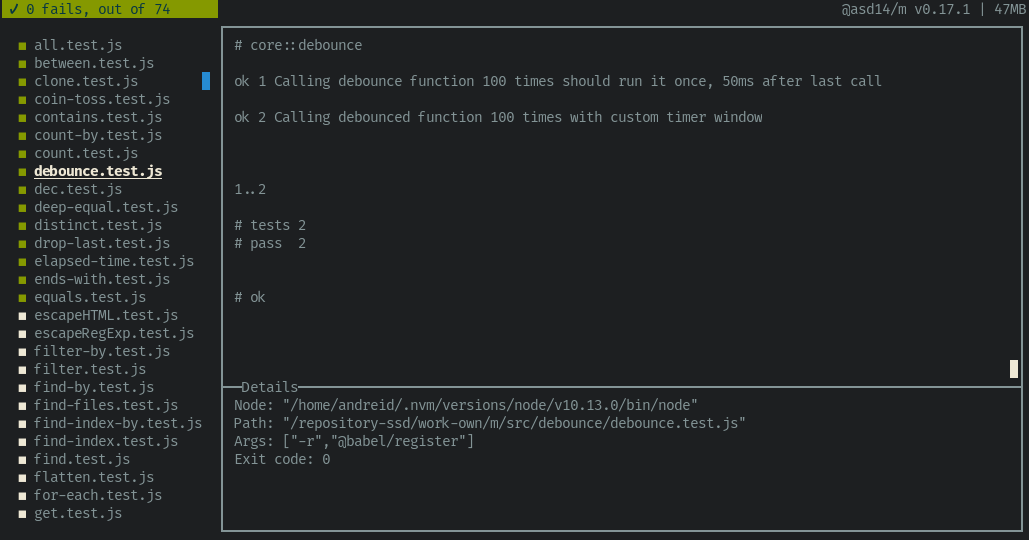 ✓ 0 fails, out of 74
@asd14/m v0.17.1 | 47MB
all.test.js
between.test.js
clone.test.js
coin-toss.test.js
contains.test.js
count-by.test.js
count.test.js
debounce.test.js
dec.test.js
deep-equal.test.js
distinct.test.js
drop-last.test.js
elapsed-time.test.js
ends-with.test.js
equals.test.js
escapeHTML.test.js
escapeRegExp.test.js
filter-by.test.js
filter.test.js
find-by.test.js
find-files.test.js
find-index-by.test.js
find-index.test.js
find.test.js
flatten.test.js
for-each.test.js
get.test.js
# core::debounce
ok 1 Calling debounce function 100 times should run it once, 50ms after last call
ok 2 Calling debounced function 100 times with custom timer window
1..2
# tests 2
# pass  2
# ok
Details
Node: "/home/andreid/.nvm/versions/node/v10.13.0/bin/node"
Path: "/repository-ssd/work-own/m/src/debounce/debounce.test.js"
Args: ["-r","@babel/register"]
Exit code: 0